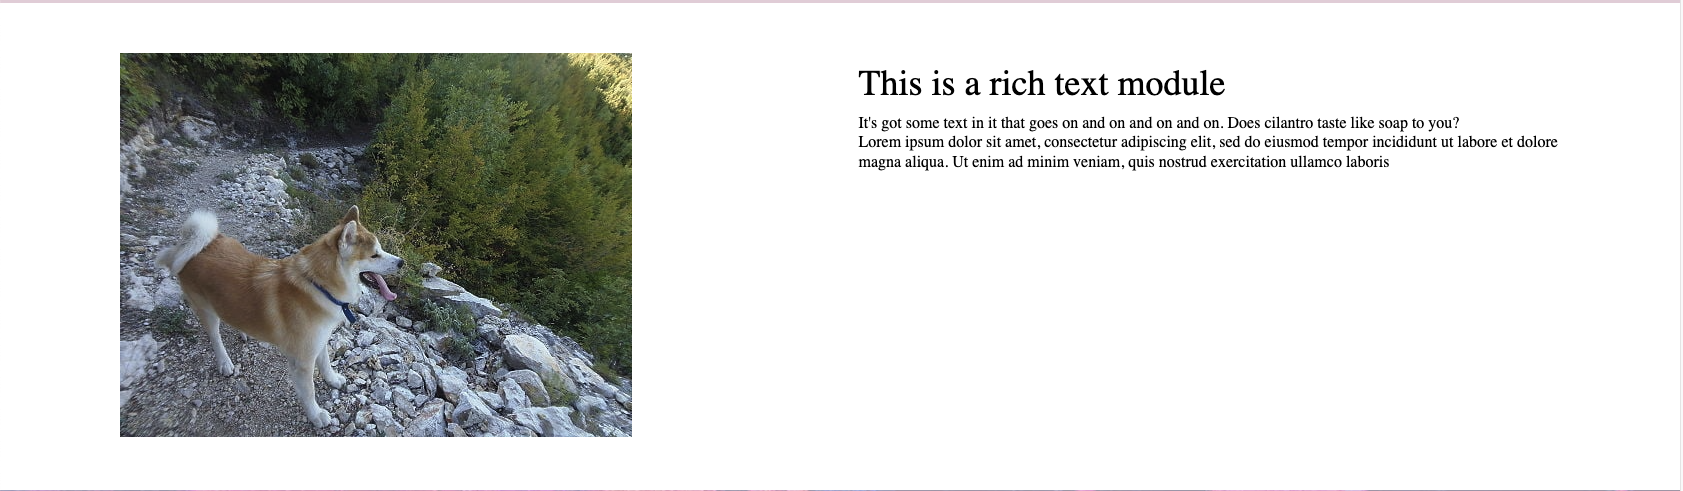 This is a rich text module
It's got some text in it that goes on and on and on and on. Does cilantro taste like soap to you?
Lorem ipsum dolor sit amet, consectetur adipiscing elit, sed do eiusmod tempor incididunt ut labore et dolore
magna aliqua. Ut enim ad minim veniam, quis nostrud exercitation ullamco laboris